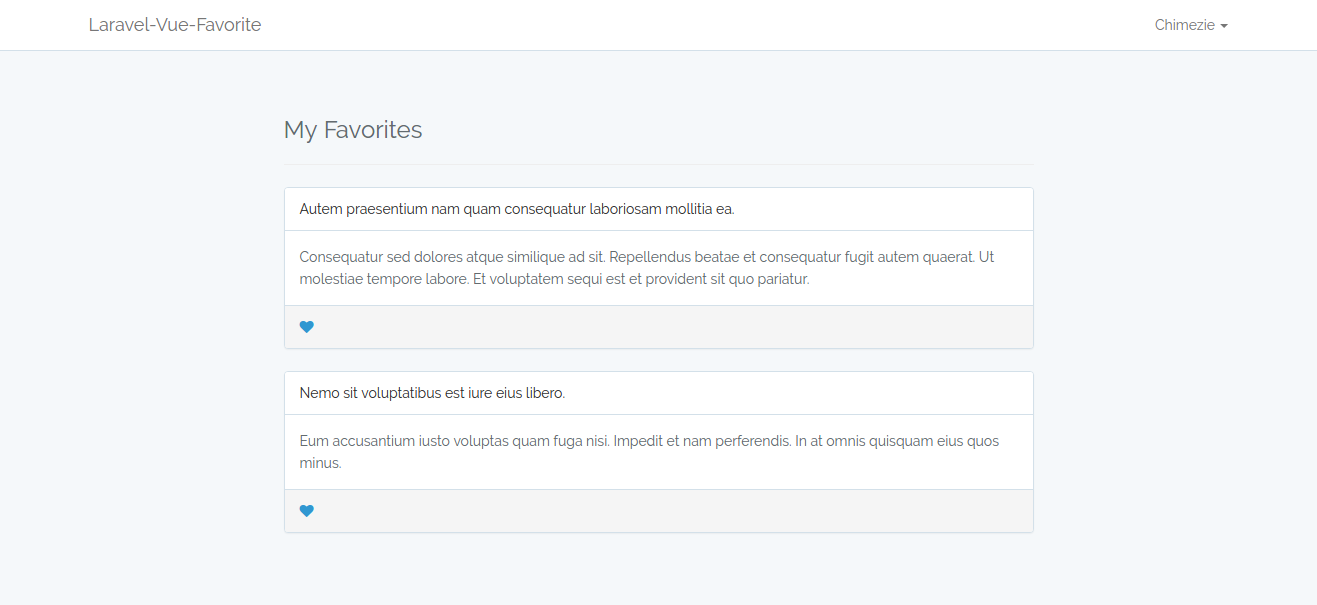 Laravel-Vue-Favorite
Chimezie
My Favorites
Autem praesentium nam quam consequatur laboriosam mollitia ea.
Consequatur sed dolores atque similique ad sit. Repellendus beatae et consequatur fugit autem quaerat. Ut
molestiae tempore labore. Et voluptatem sequi est et provident sit quo pariatur.
Nemo sit voluptatibus est iure eius libero.
Eum accusantium iusto voluptas quam fuga nisi. Impedit et nam perferendis. In at omnis quisquam eius quos
minus.